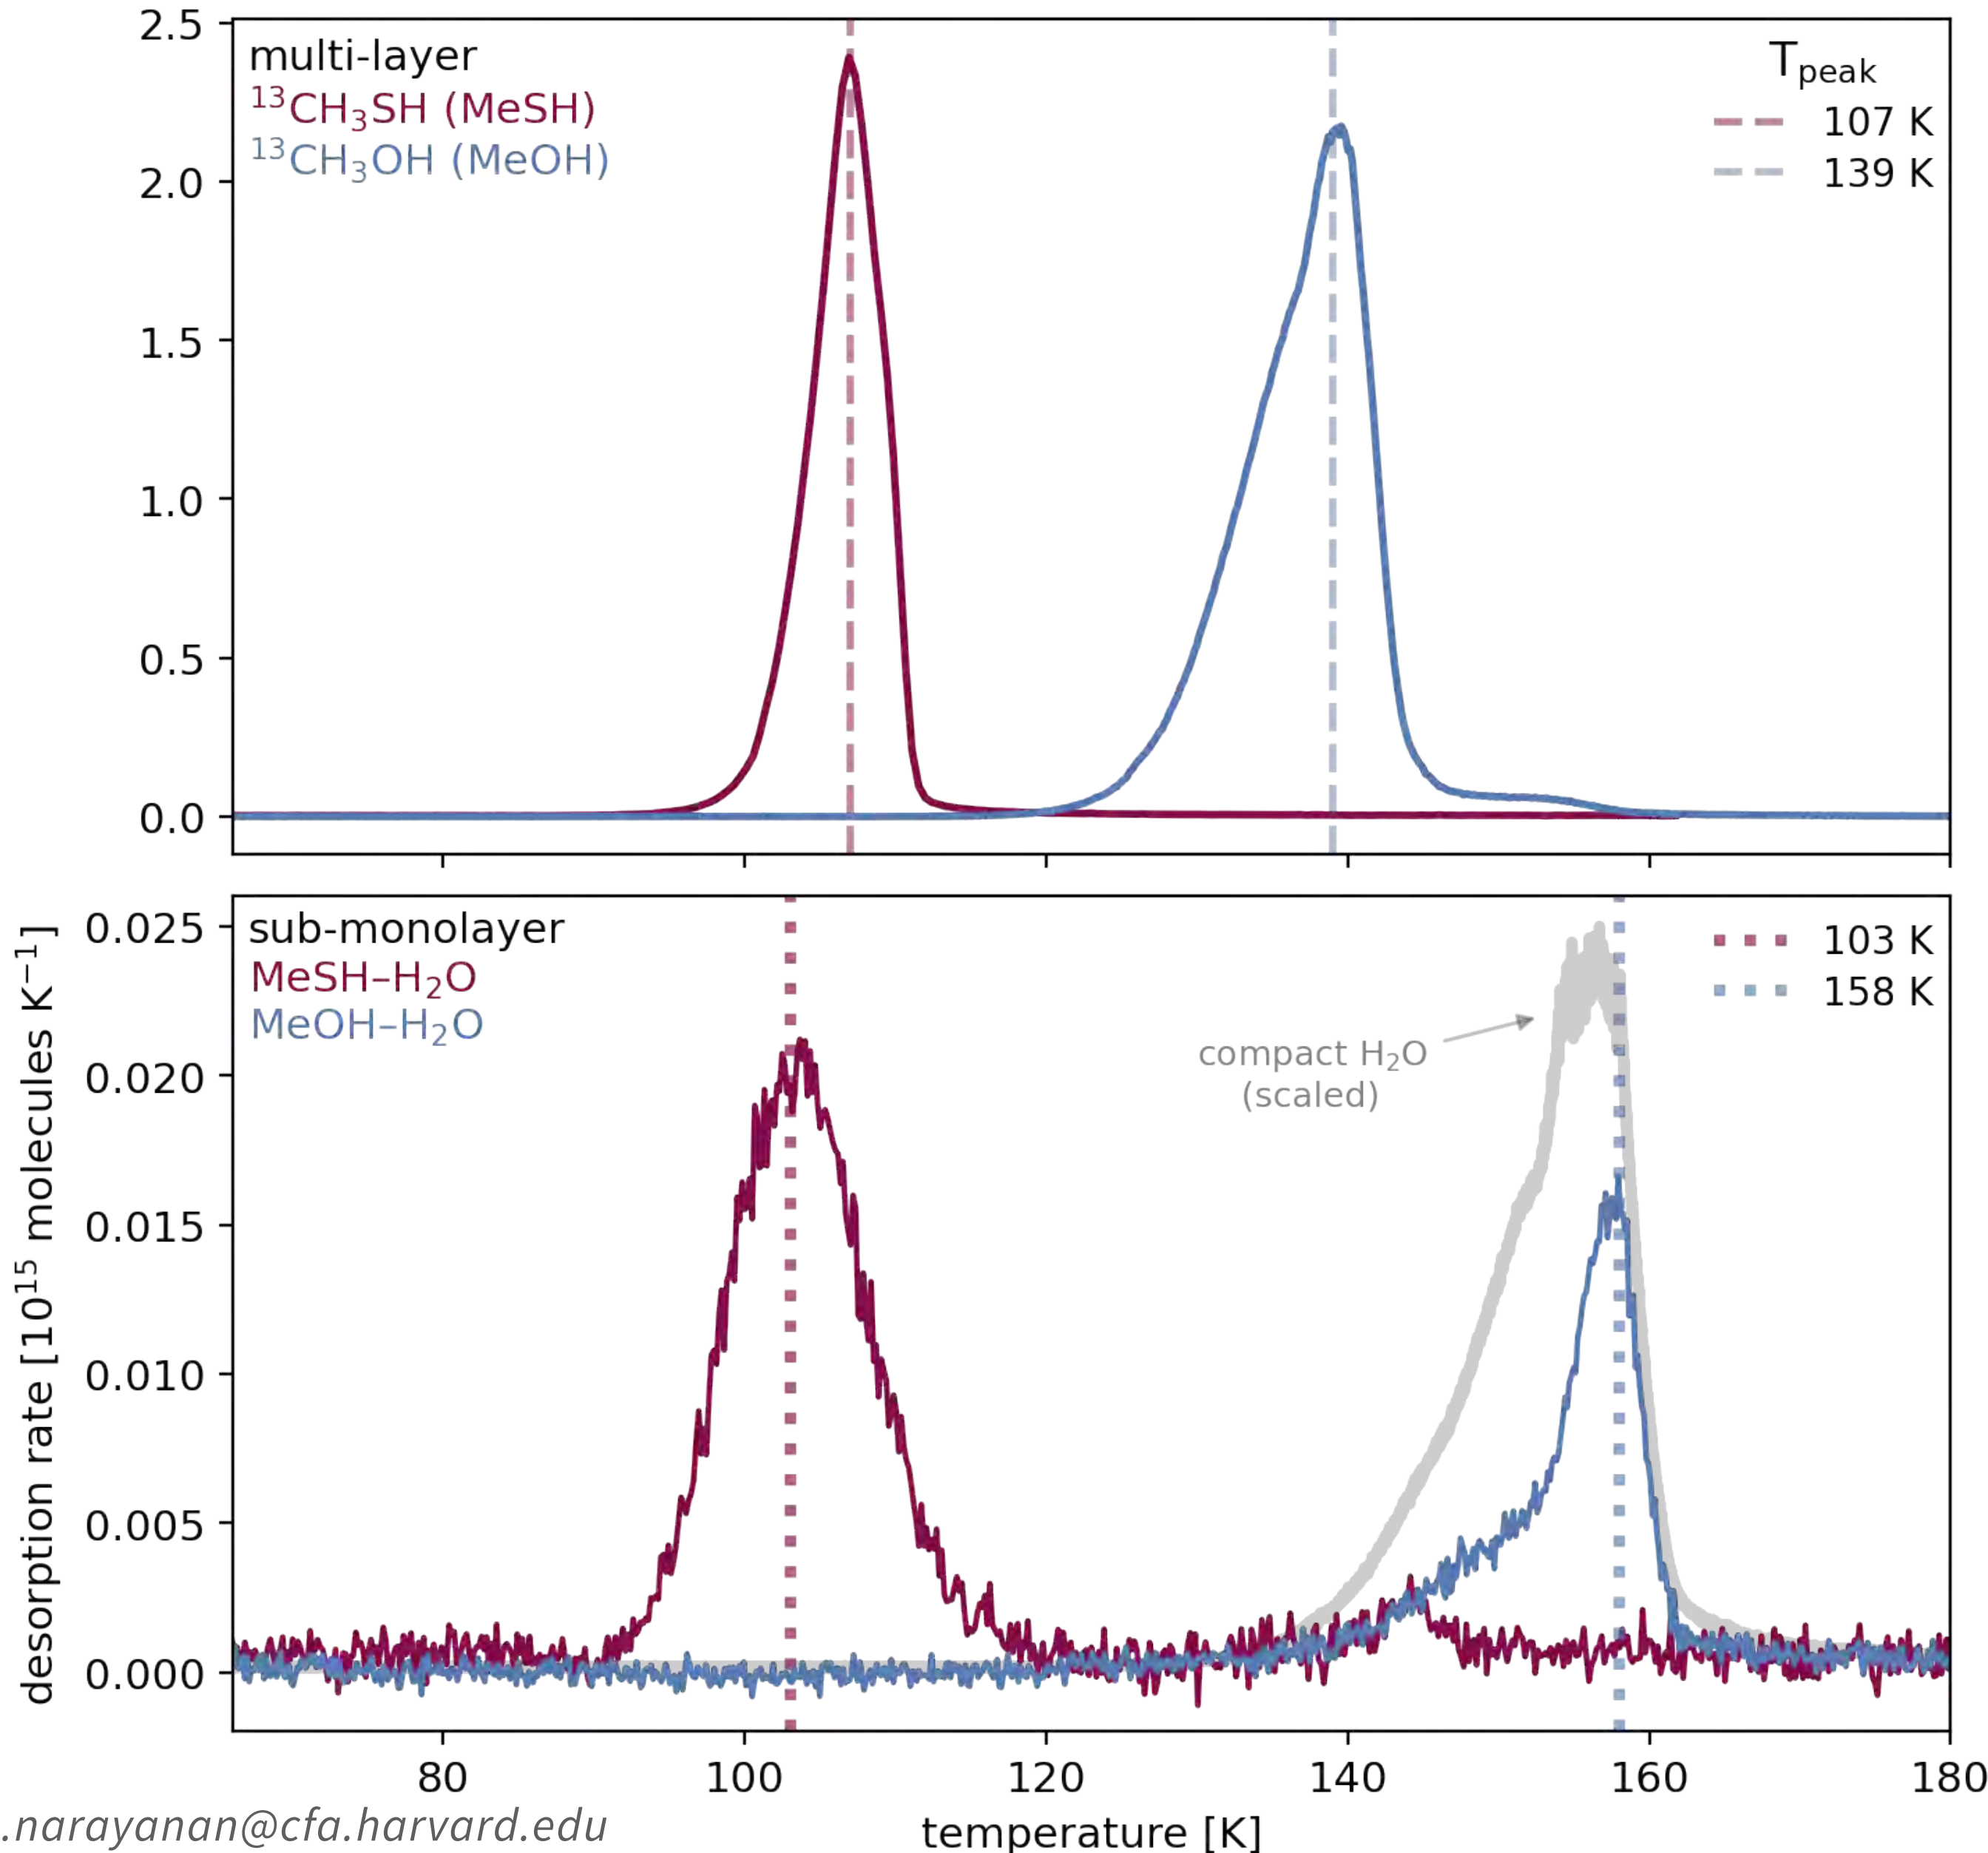 multi-layer
¹³CH₃SH (MeSH)
¹³CH₃OH (MeOH)
T_peak
107 K
139 K
2.5
2.0
1.5
1.0
0.5
0.0
sub-monolayer
MeSH–H₂O
MeOH–H₂O
103 K
158 K
compact H₂O
(scaled)
desorption rate [10¹⁵ molecules K⁻¹]
0.025
0.020
0.015
0.010
0.005
0.000
80 100 120 140 160 180
temperature [K]
.narayanan@cfa.harvard.edu